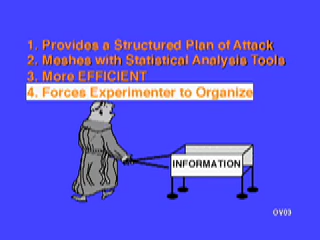 1. Provides a Structured Plan of Attack
2. Meshes with Statistical Analysis Tools
3. More EFFICIENT
4. Forces Experimenter to Organize
INFORMATION
OV03